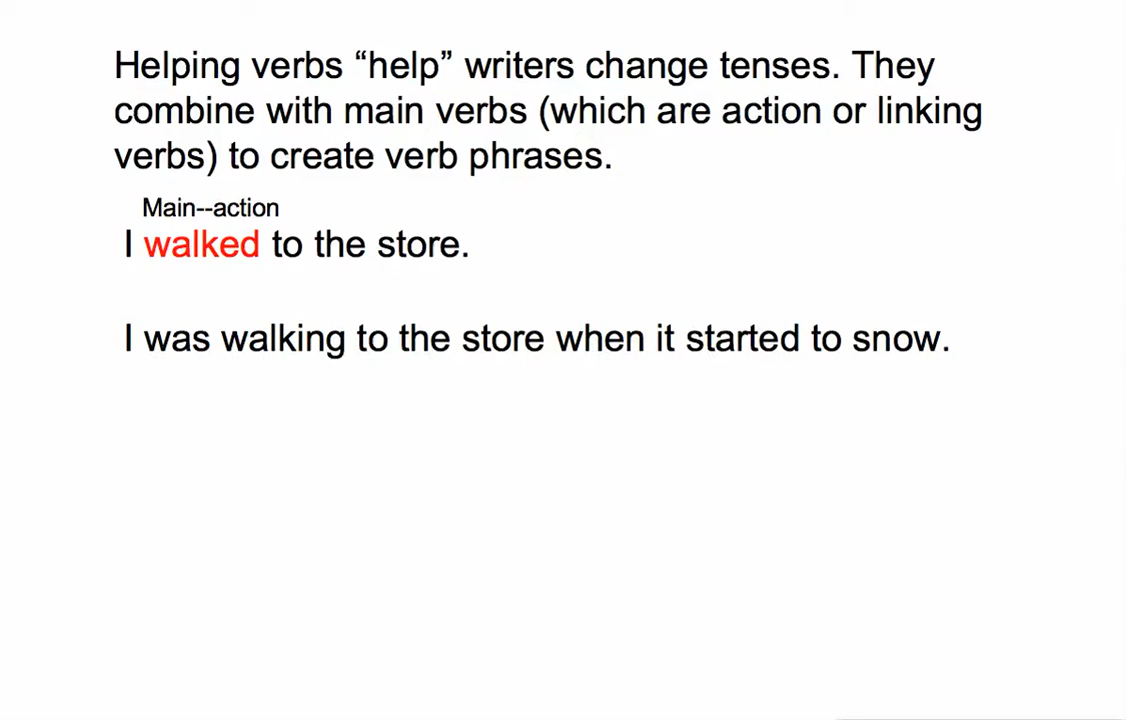 Helping verbs “help” writers change tenses. They
combine with main verbs (which are action or linking
verbs) to create verb phrases.
Main--action
I walked to the store.
I was walking to the store when it started to snow.